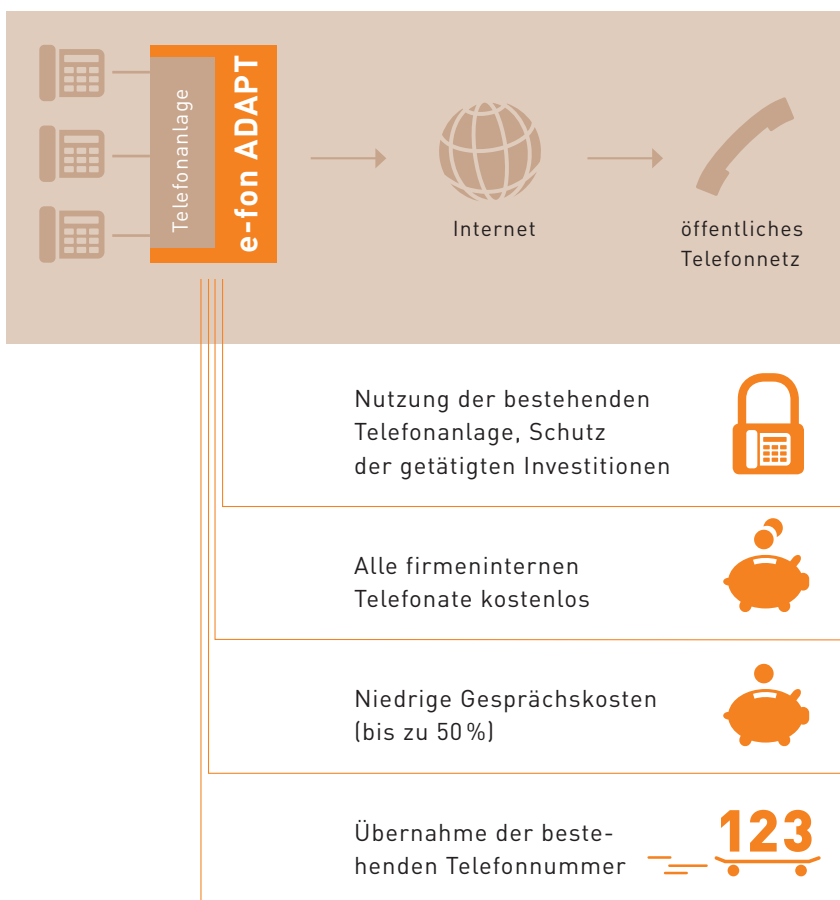 Telefonanlage
e-fon ADAPT
Internet
öffentliches
Telefonnetz
Nutzung der bestehenden
Telefonanlage, Schutz
der getätigten Investitionen
Alle firmeninternen
Telefonate kostenlos
Niedrige Gesprächskosten
(bis zu 50 %)
Übernahme der beste-
henden Telefonnummer
123